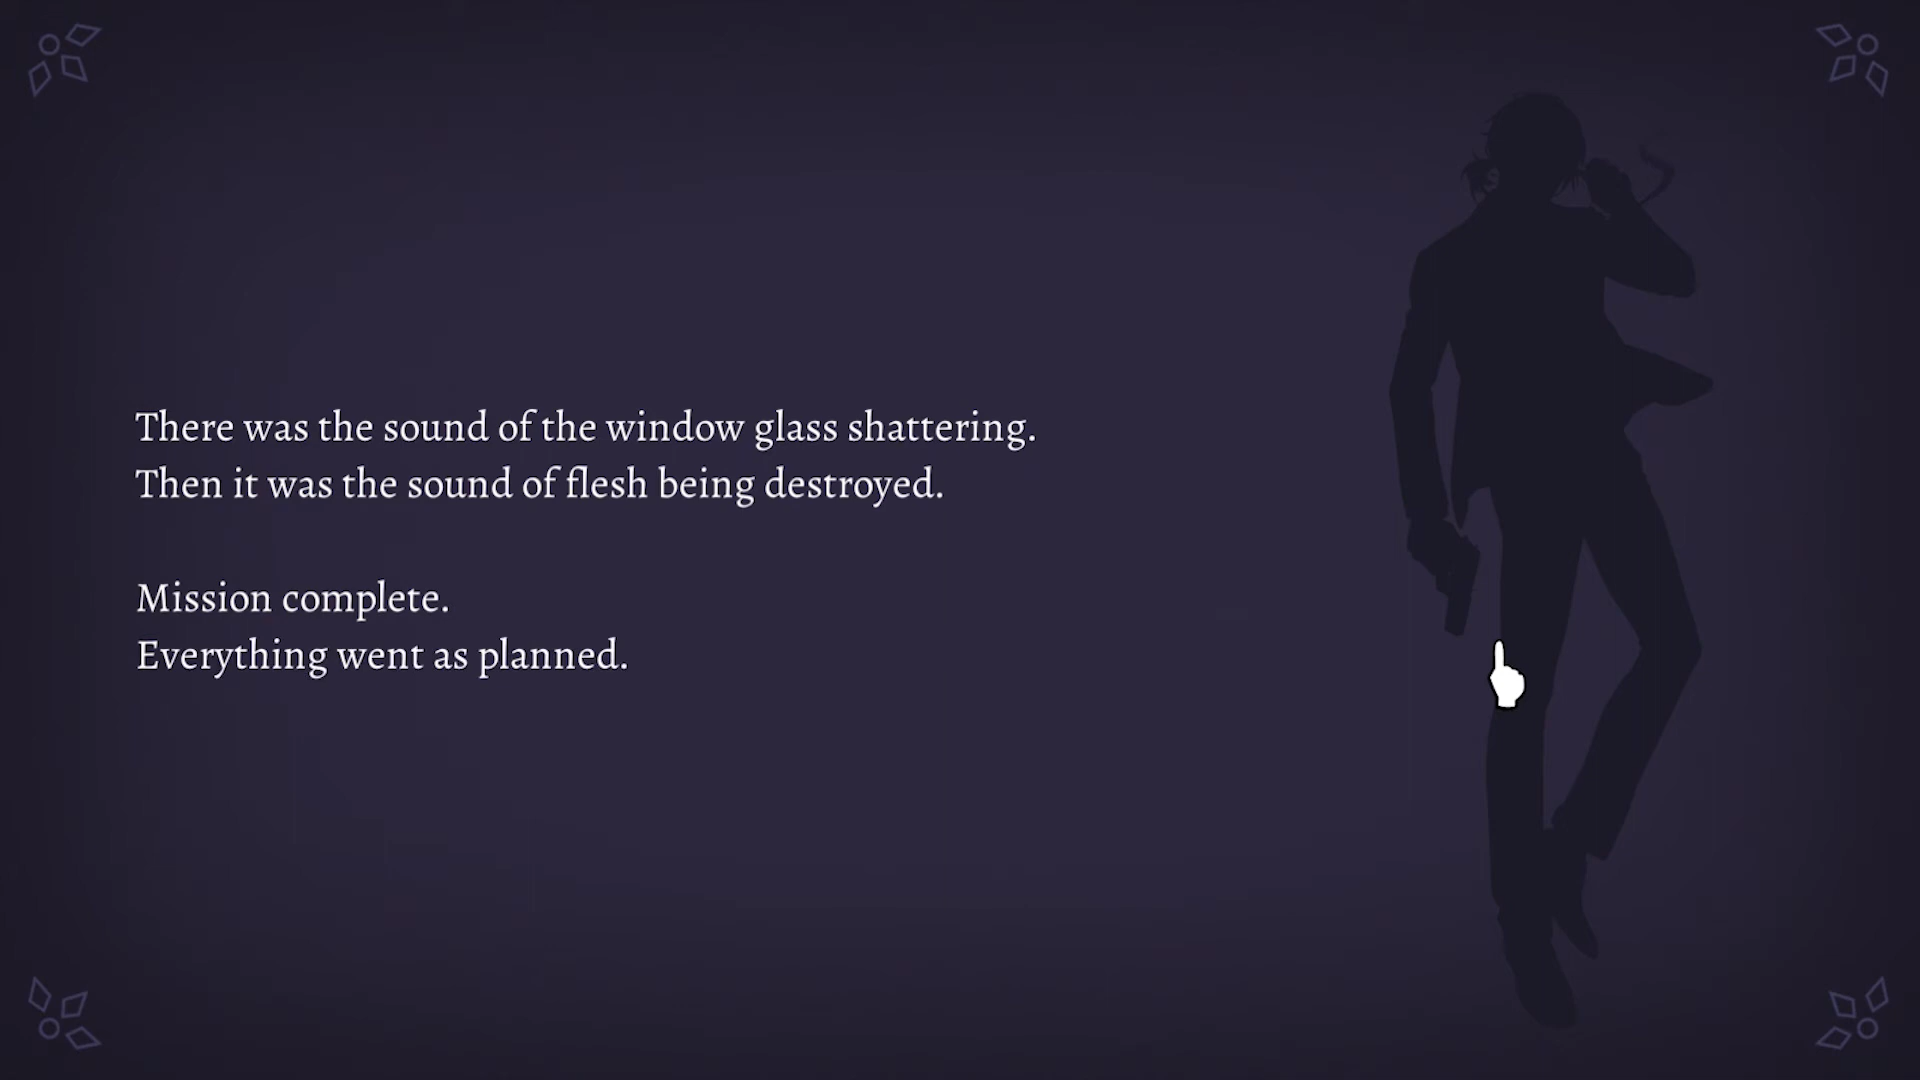 There was the sound of the window glass shattering.
Then it was the sound of flesh being destroyed.
Mission complete.
Everything went as planned.